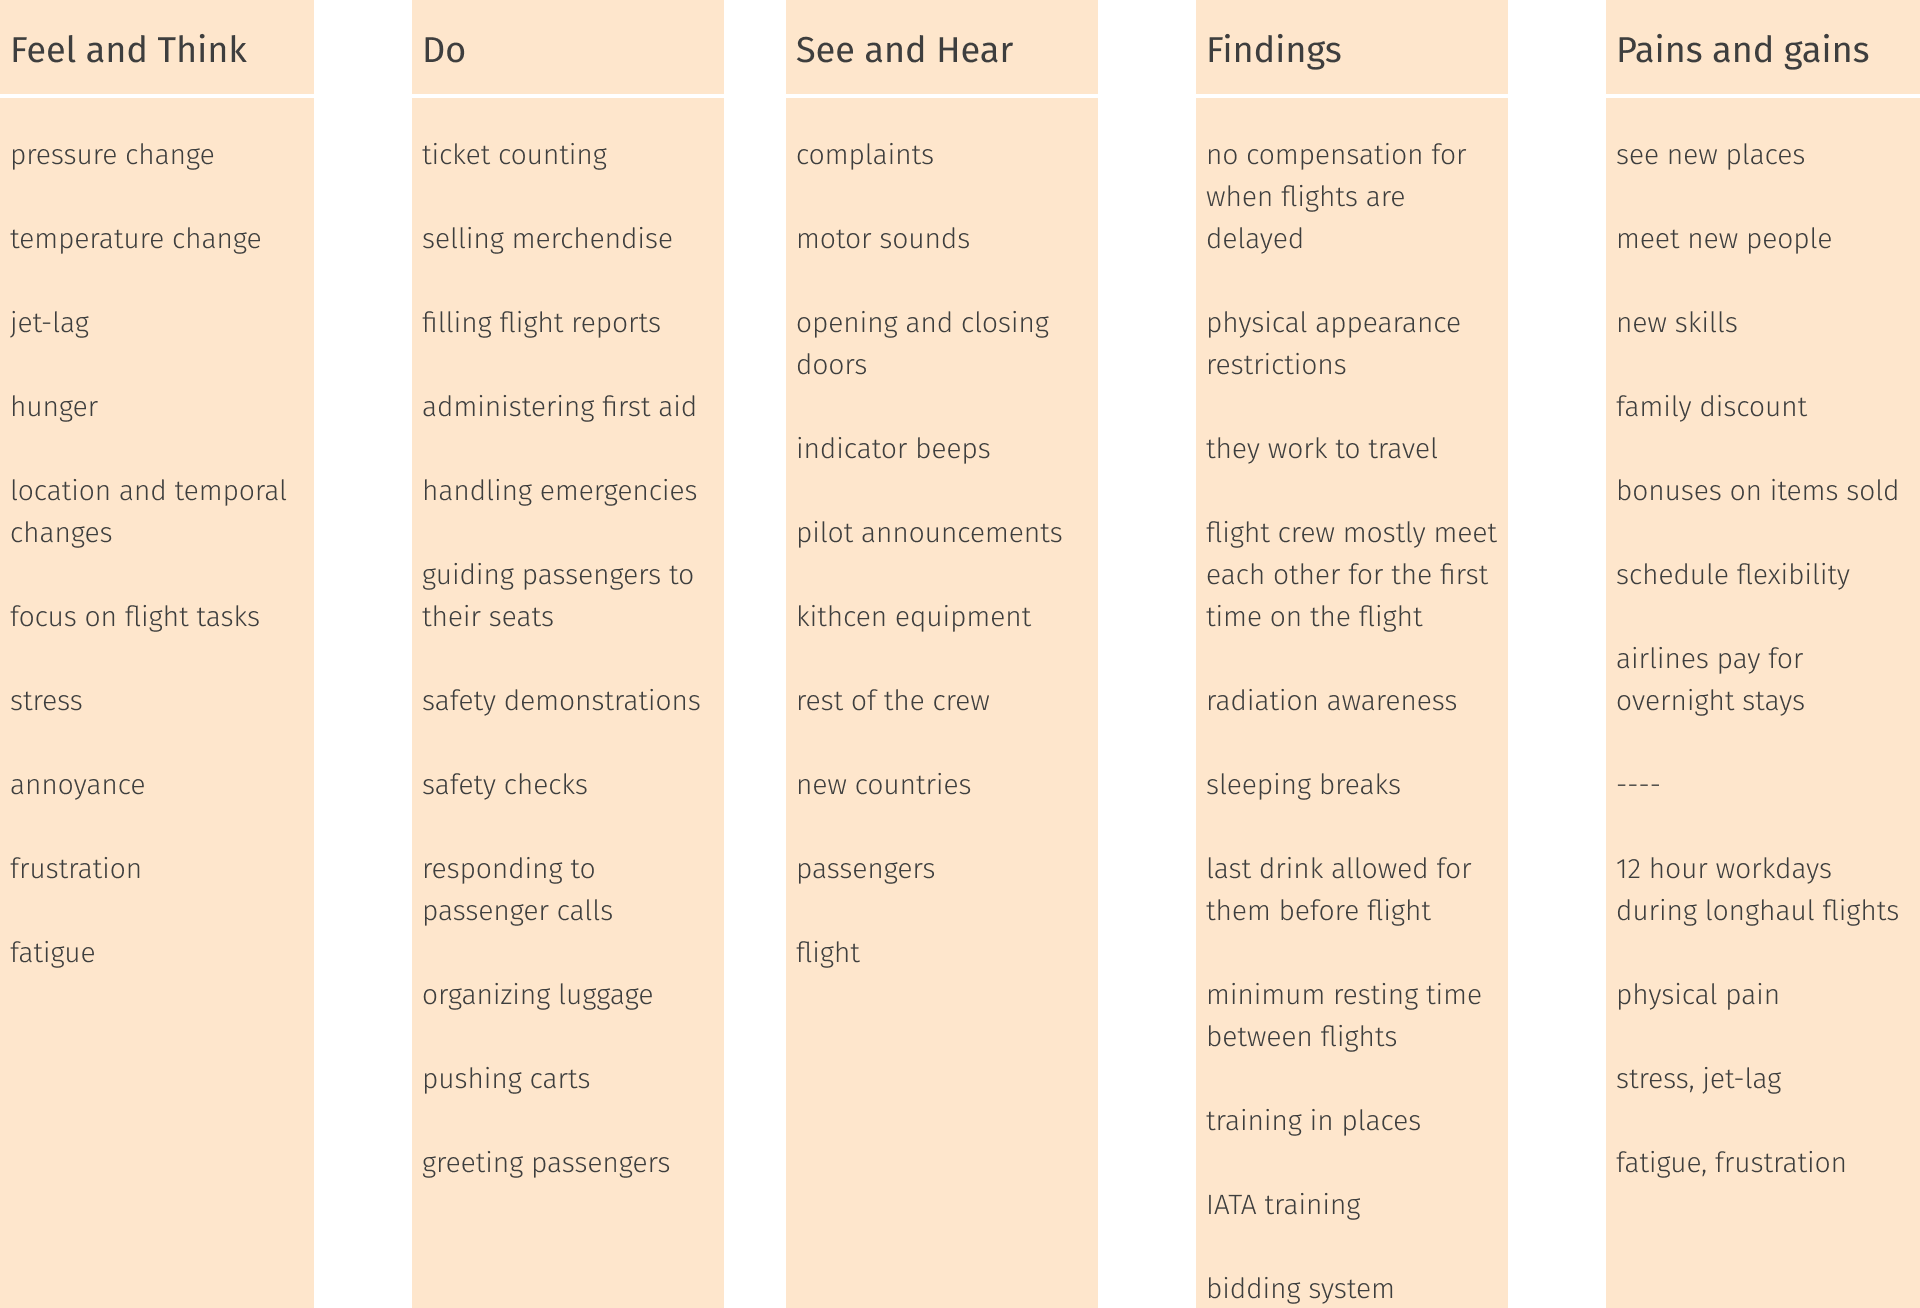 Feel and Think
pressure change
temperature change
jet-lag
hunger
location and temporal
changes
focus on flight tasks
stress
annoyance
frustration
fatigue
Do
ticket counting
selling merchendise
filling flight reports
administering first aid
handling emergencies
guiding passengers to
their seats
safety demonstrations
safety checks
responding to
passenger calls
organizing luggage
pushing carts
greeting passengers
See and Hear
complaints
motor sounds
opening and closing
doors
indicator beeps
pilot announcements
kithcen equipment
rest of the crew
new countries
passengers
flight
Findings
no compensation for
when flights are
delayed
physical appearance
restrictions
they work to travel
flight crew mostly meet
each other for the first
time on the flight
radiation awareness
sleeping breaks
last drink allowed for
them before flight
minimum resting time
between flights
training in places
IATA training
bidding system
Pains and gains
see new places
meet new people
new skills
family discount
bonuses on items sold
schedule flexibility
airlines pay for
overnight stays
----
12 hour workdays
during longhaul flights
physical pain
stress, jet-lag
fatigue, frustration